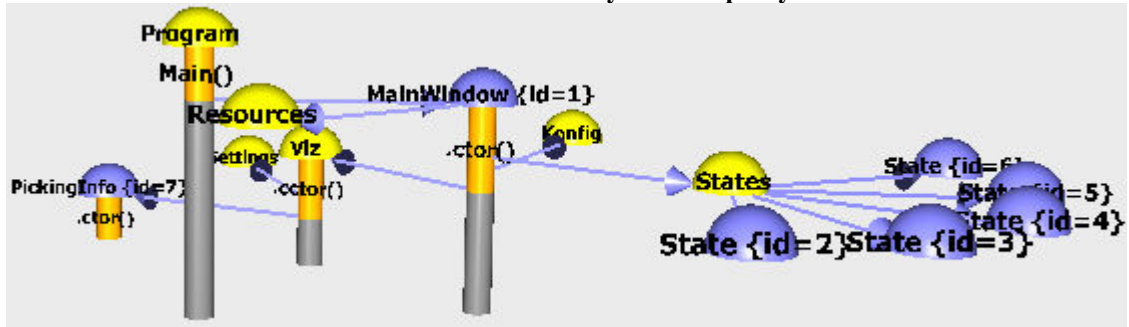 Program
Main()
MainWindow {id=1}
Resources
Konfig
Settings
viz
.ctor()
State {id=6}
PickingInfo {id=7}
.cctor()
States
State {id=5}
.ctor()
State {id=4}
State {id=2}
State {id=3}